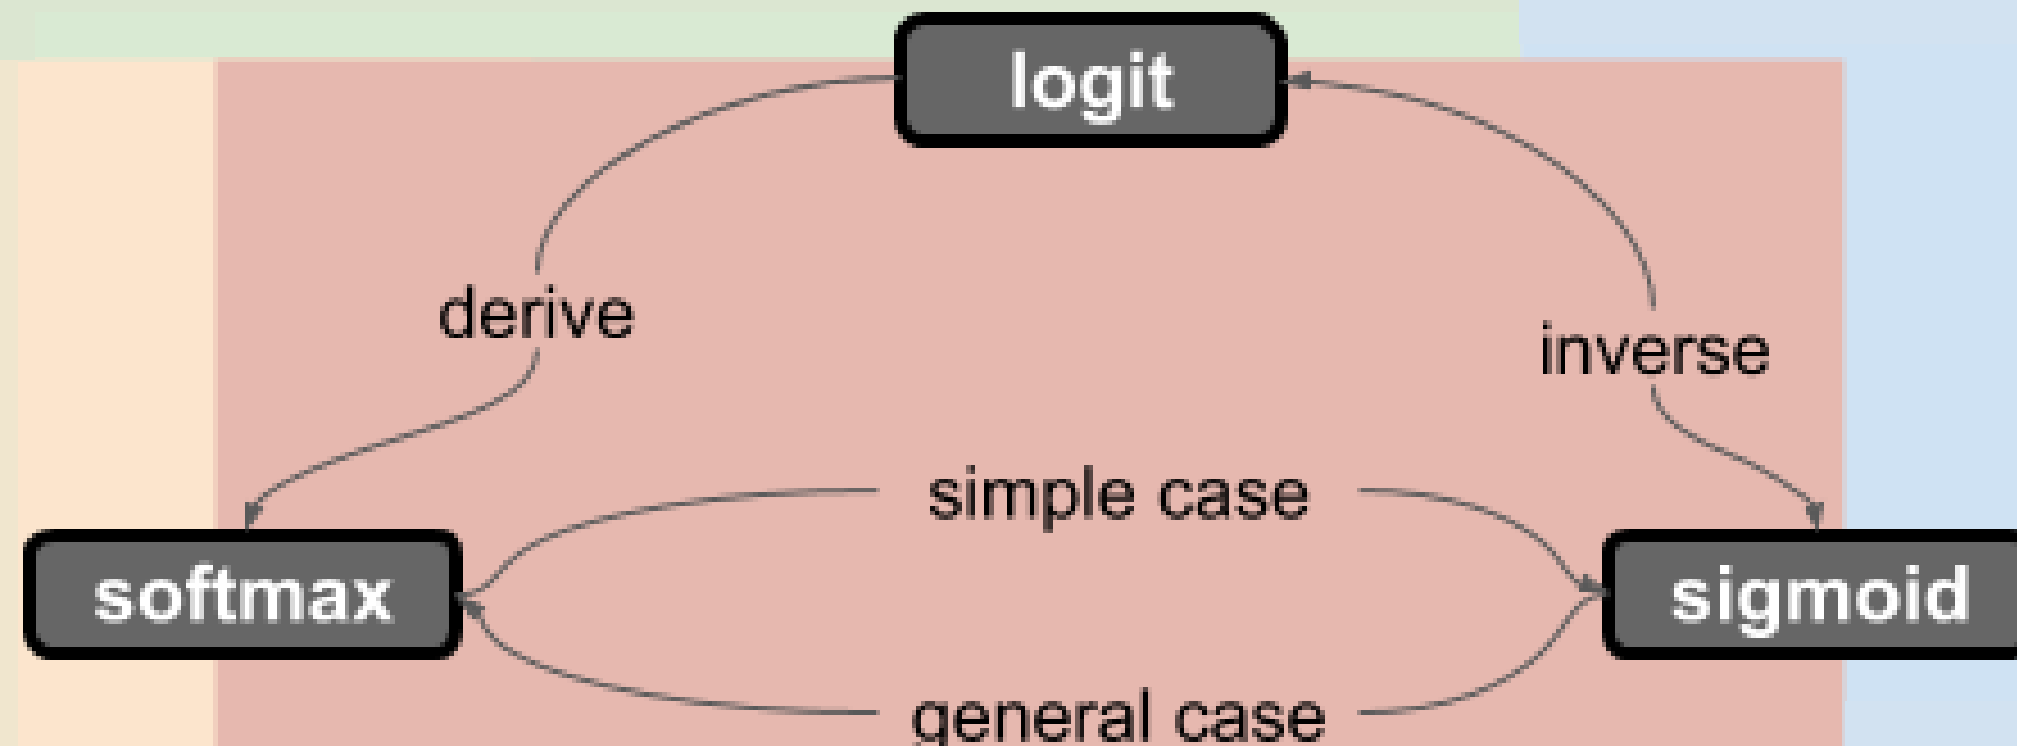 logit
derive
inverse
simple case
softmax
sigmoid
general case